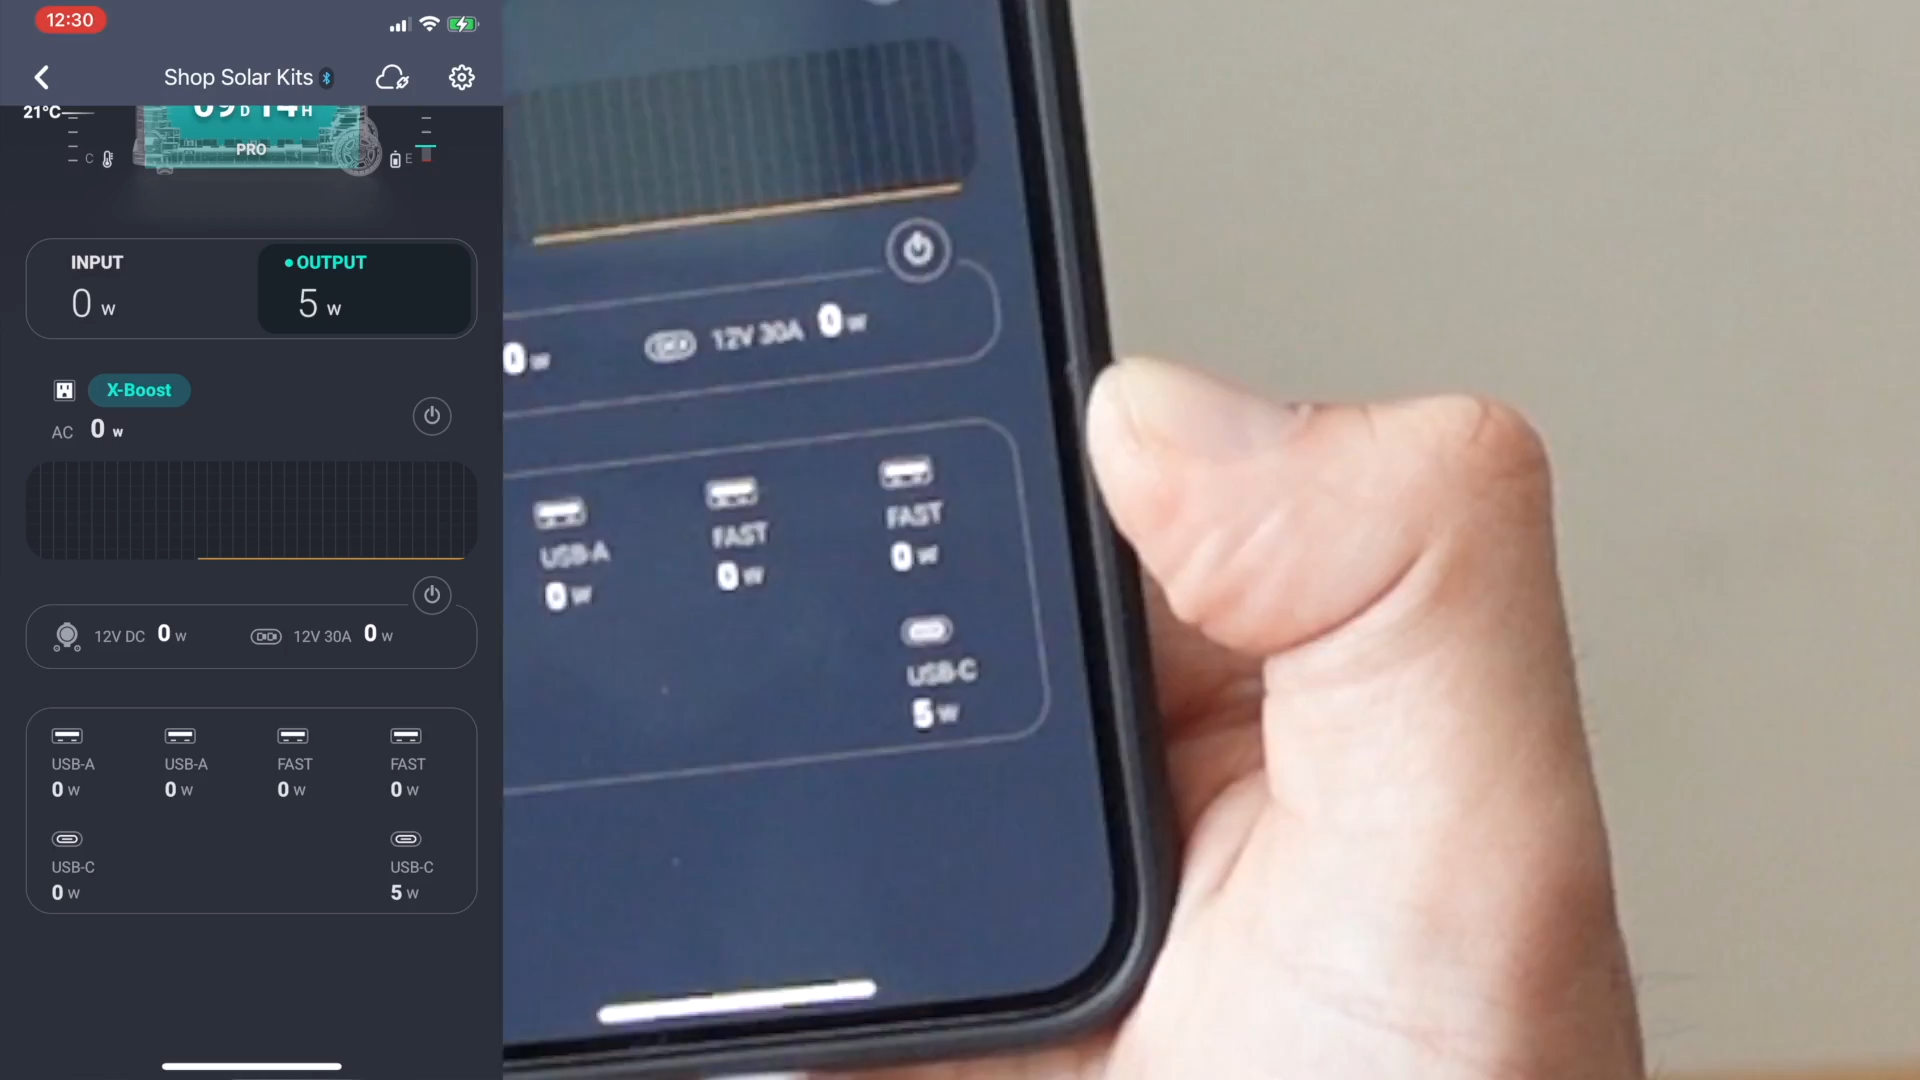 12:30
Shop Solar Kits
21°C
09D 14H
C
PRO
E
INPUT
OUTPUT
0 w
5 w
X-Boost
AC 0 w
12V DC 0 W
12V 30A 0 W
USB-A
USB-A
FAST
FAST
0 W
0 W
0 W
0 W
USB-C
USB-C
0 W
5 W
0 W
12V 30A 0 W
USB-A
FAST
FAST
0 W
0 W
0 W
USB-C
5 W